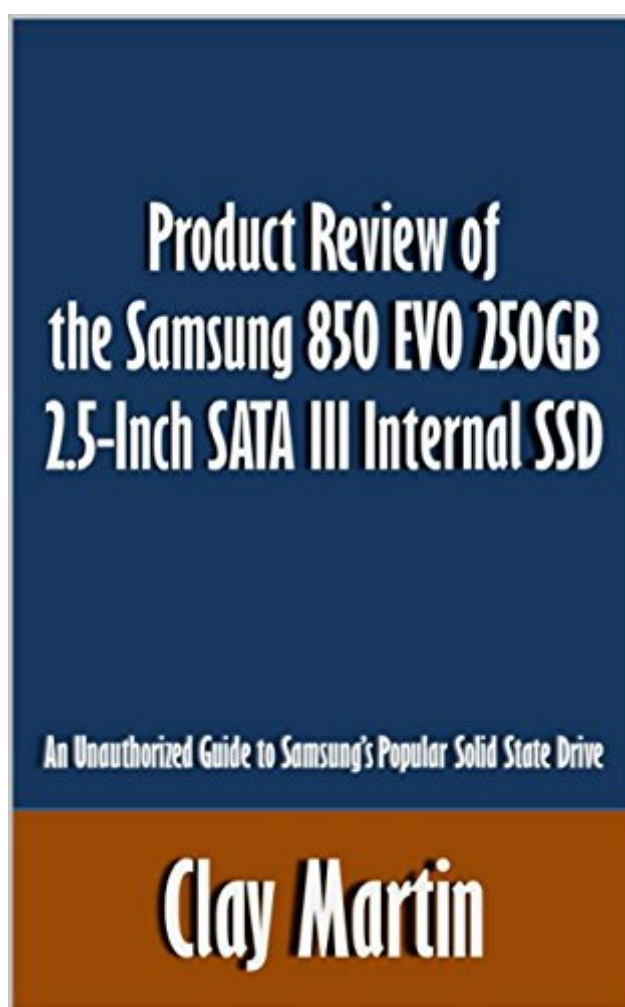 Product Review of
the Samsung 850 EVO 250GB
2.5-Inch SATA III Internal SSD
An Unauthorized Guide to Samsung's Popular Solid State Drive
Clay Martin